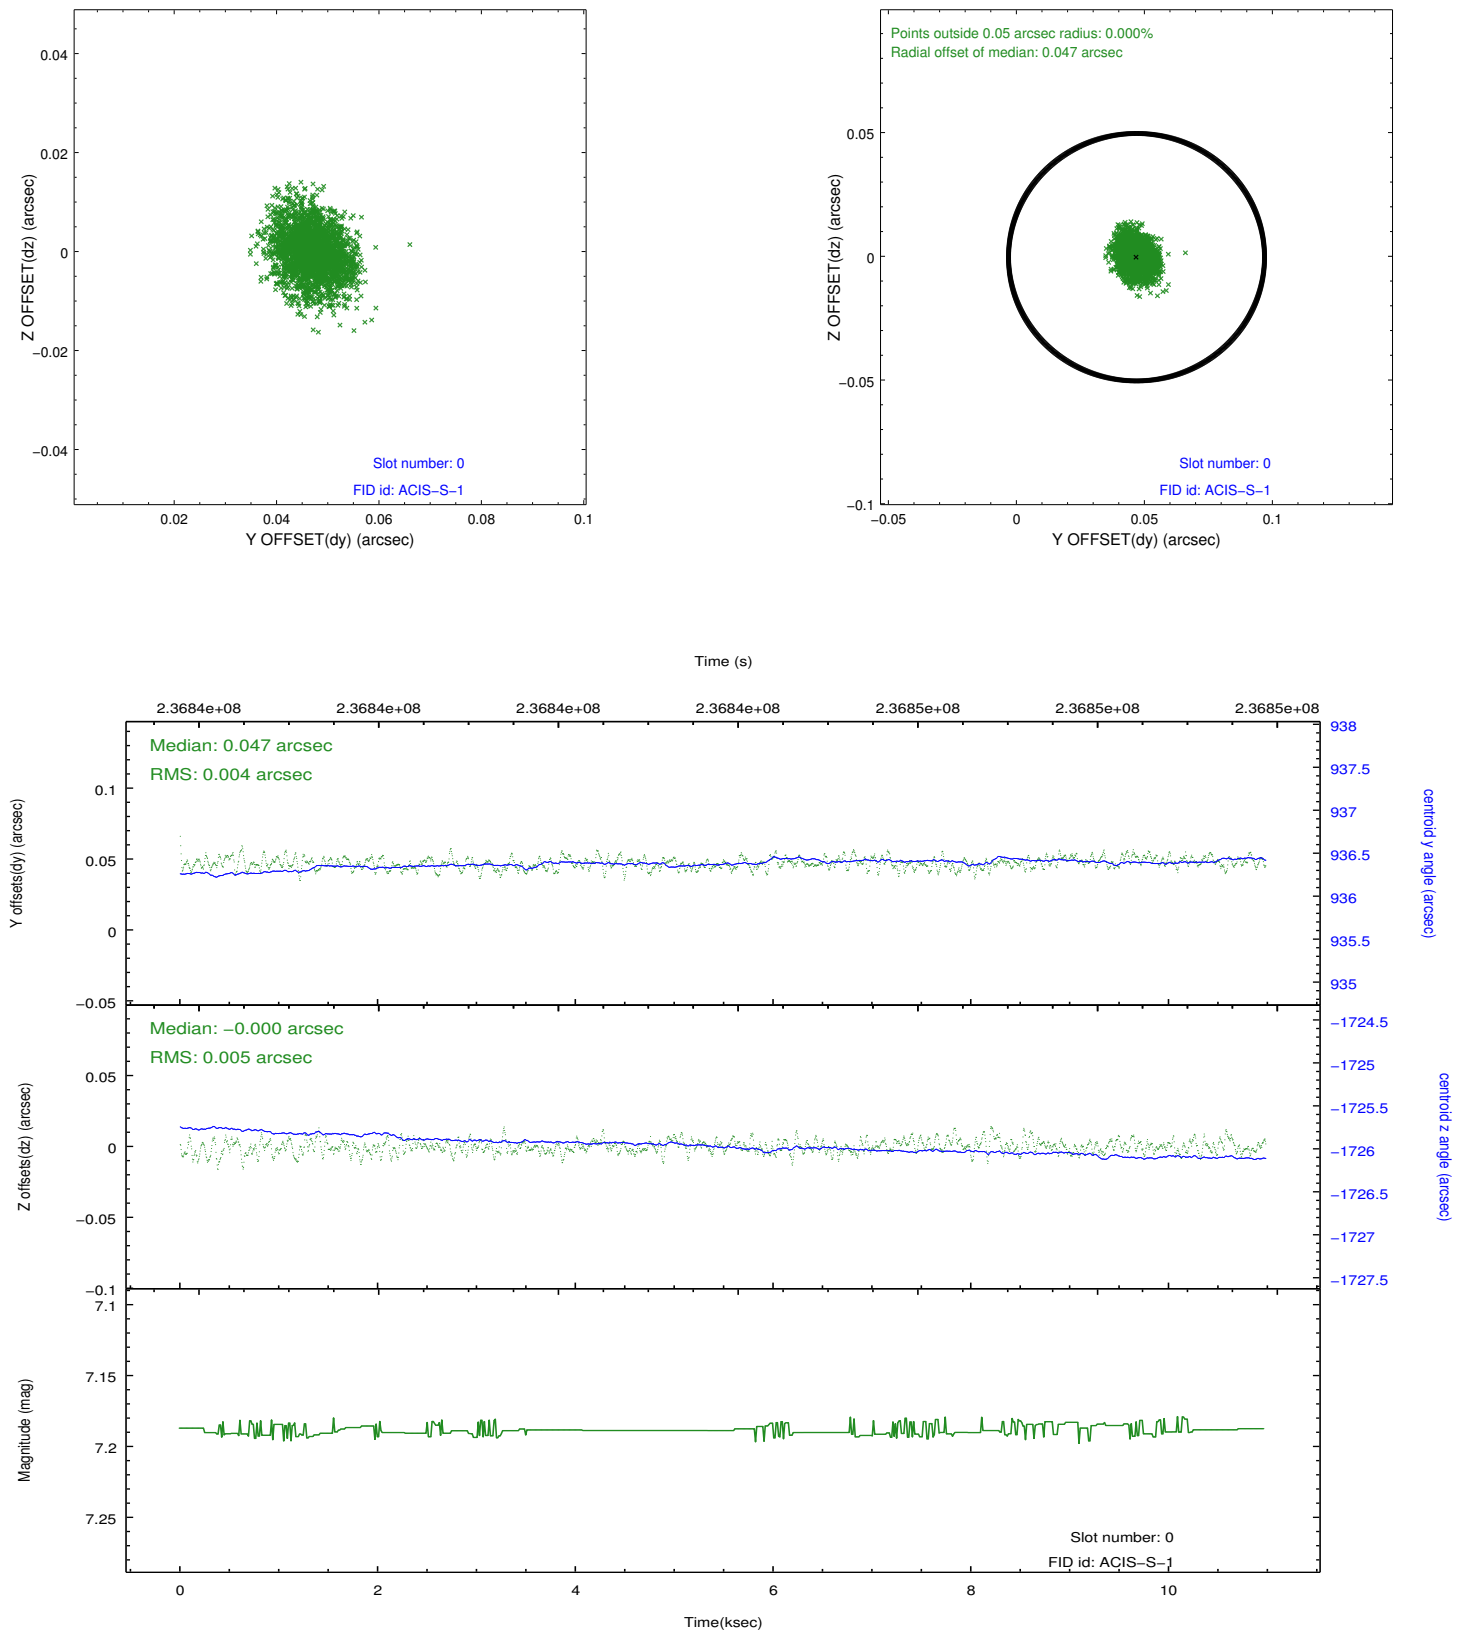 0.04
0.02
0
−0.02
−0.04
Z OFFSET(dz) (arcsec)
0.02
0.04
0.06
0.08
0.1
Y OFFSET(dy) (arcsec)
Slot number: 0
FID id: ACIS−S−1
Points outside 0.05 arcsec radius: 0.000%
Radial offset of median: 0.047 arcsec
0.05
0
−0.05
−0.1
Z OFFSET(dz) (arcsec)
−0.05
0
0.05
0.1
Y OFFSET(dy) (arcsec)
Slot number: 0
FID id: ACIS−S−1
Time (s)
2.3684e+08
2.3684e+08
2.3684e+08
2.3684e+08
2.3685e+08
2.3685e+08
2.3685e+08
Median: 0.047 arcsec
RMS: 0.004 arcsec
0.1
0.05
0
−0.05
Y offsets(dy) (arcsec)
938
937.5
937
936.5
936
935.5
935
centroid y angle (arcsec)
Median: −0.000 arcsec
RMS: 0.005 arcsec
0.05
0
−0.05
−0.1
Z offsets(dz) (arcsec)
−1724.5
−1725
−1725.5
−1726
−1726.5
−1727
−1727.5
centroid z angle (arcsec)
7.1
7.15
7.2
7.25
Magnitude (mag)
Slot number: 0
FID id: ACIS−S−1
0
2
4
6
8
10
Time(ksec)